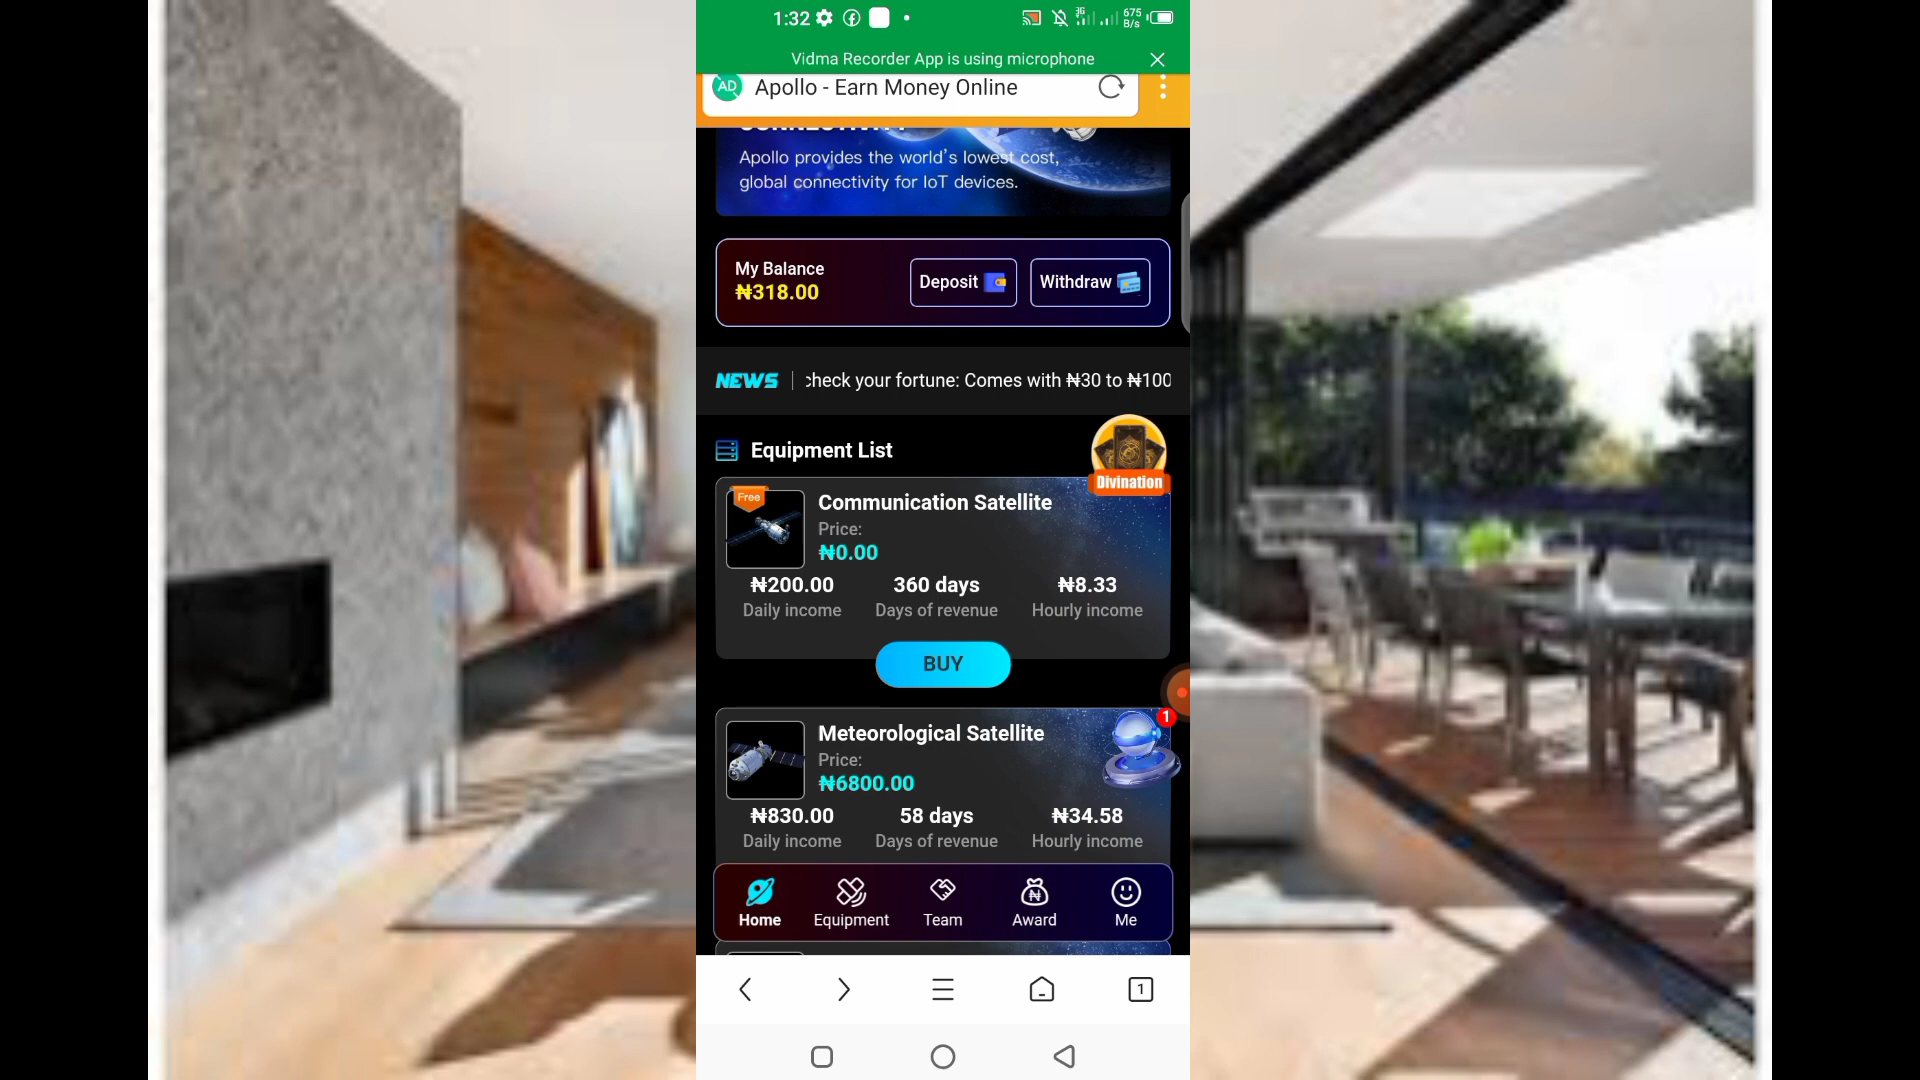 1:32
3G
675
B/s
Vidma Recorder App is using microphone
AD
Apollo - Earn Money Online
CONNECTIVITY
Apollo provides the world's lowest cost,
global connectivity for IoT devices.
My Balance
₦318.00
Deposit
Withdraw
NEWS
check your fortune: Comes with ₦30 to ₦100
Equipment List
Divination
Free
Communication Satellite
Price:
₦0.00
₦200.00 360 days ₦8.33
Daily income Days of revenue Hourly income
BUY
1
Meteorological Satellite
Price:
₦6800.00
₦830.00 58 days ₦34.58
Daily income Days of revenue Hourly income
Home Equipment Team Award Me
1